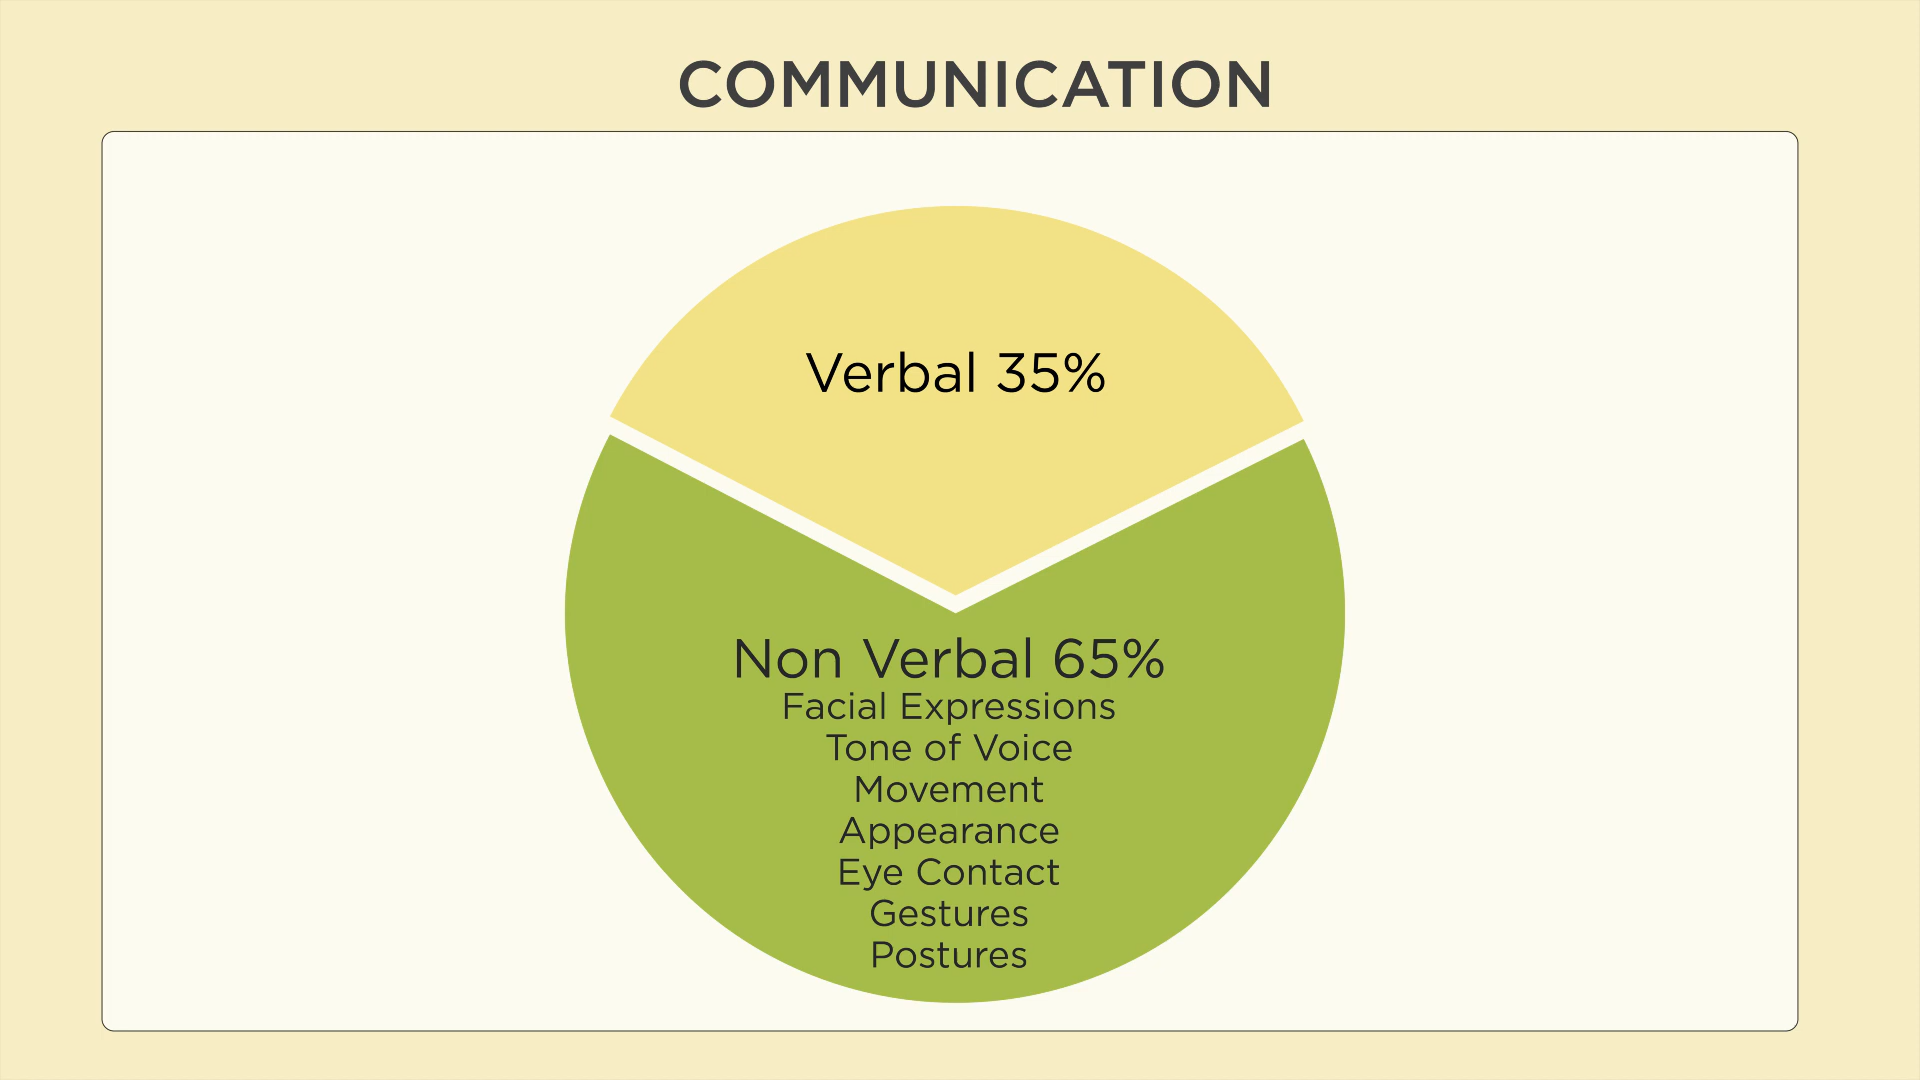 COMMUNICATION
Verbal 35%
Non Verbal 65%
Facial Expressions
Tone of Voice
Movement
Appearance
Eye Contact
Gestures
Postures